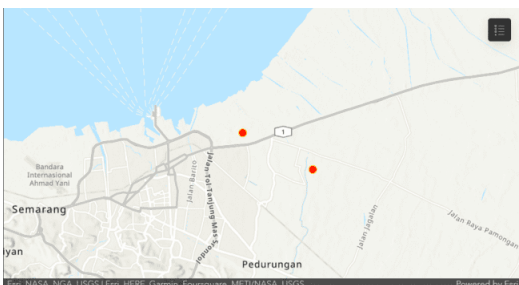 1
Bandara
Internasional
Ahmad Yani
Jalan Barito
Jalan Tol Tanjung Mas Srondol
Semarang
Jalan Jagalan
Jalan Raya Pamongan
iyan
Pedurungan
Esri, NASA, NGA, USGS | Esri, HERE, Garmin, Foursquare, METI/NASA, USGS
Powered by Esri